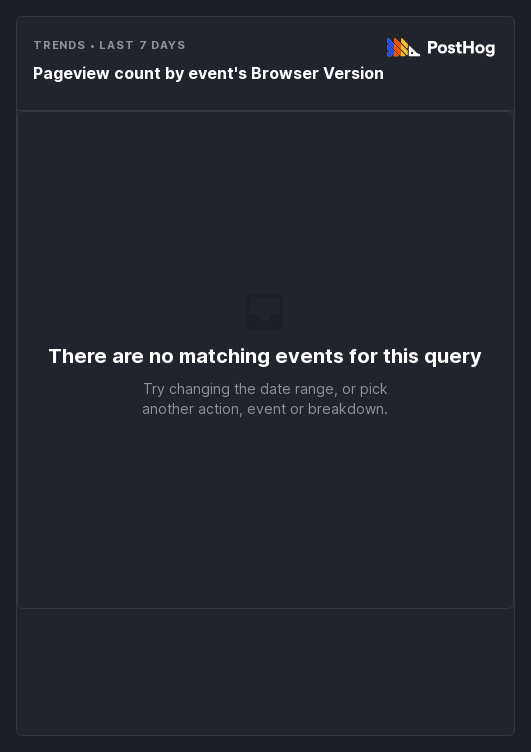 TRENDS • LAST 7 DAYS
PostHog
Pageview count by event's Browser Version
There are no matching events for this query
Try changing the date range, or pick
another action, event or breakdown.